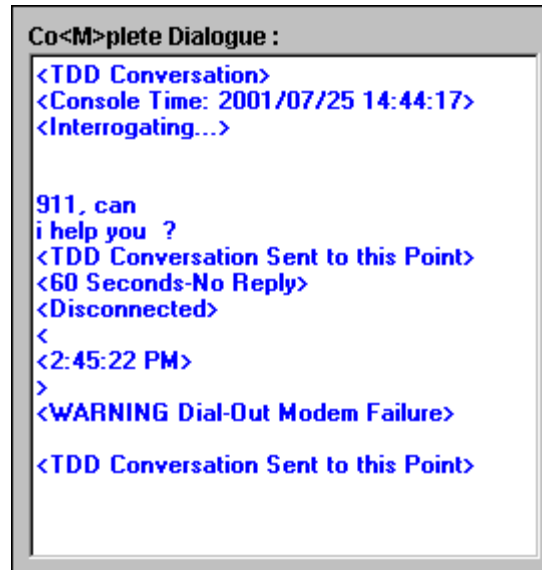 Co<M>plete Dialogue :
<TDD Conversation>
<Console Time: 2001/07/25 14:44:17>
<Interrogating...>
911, can
i help you  ?
<TDD Conversation Sent to this Point>
<60 Seconds-No Reply>
<Disconnected>
<
<2:45:22 PM>
>
<WARNING Dial-Out Modem Failure>
<TDD Conversation Sent to this Point>